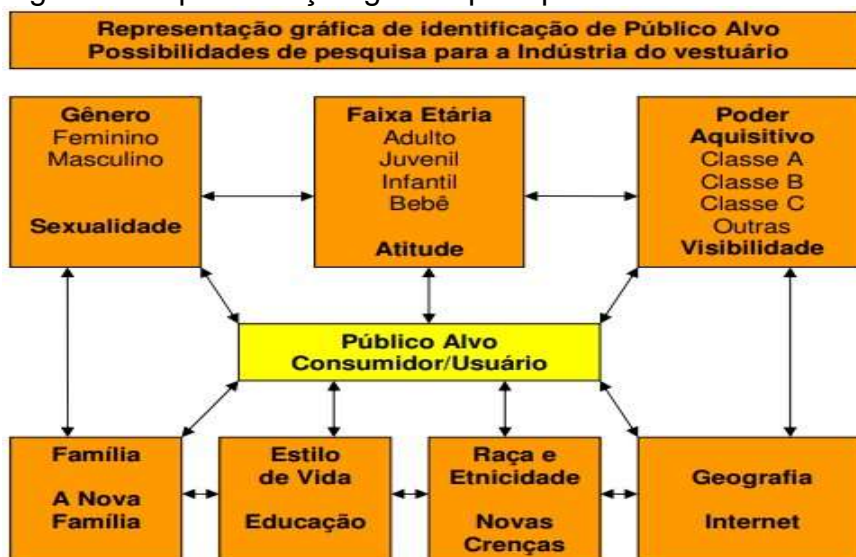 Representação gráfica de identificação de Público Alvo
Possibilidades de pesquisa para a Indústria do vestuário
Gênero
Feminino
Masculino
Sexualidade
Faixa Etária
Adulto
Juvenil
Infantil
Bebê
Atitude
Poder
Aquisitivo
Classe A
Classe B
Classe C
Outras
Visibilidade
Público Alvo
Consumidor/Usuário
Família
A Nova
Família
Estilo
de Vida
Educação
Raça e
Etnicidade
Novas
Crenças
Geografia
Internet